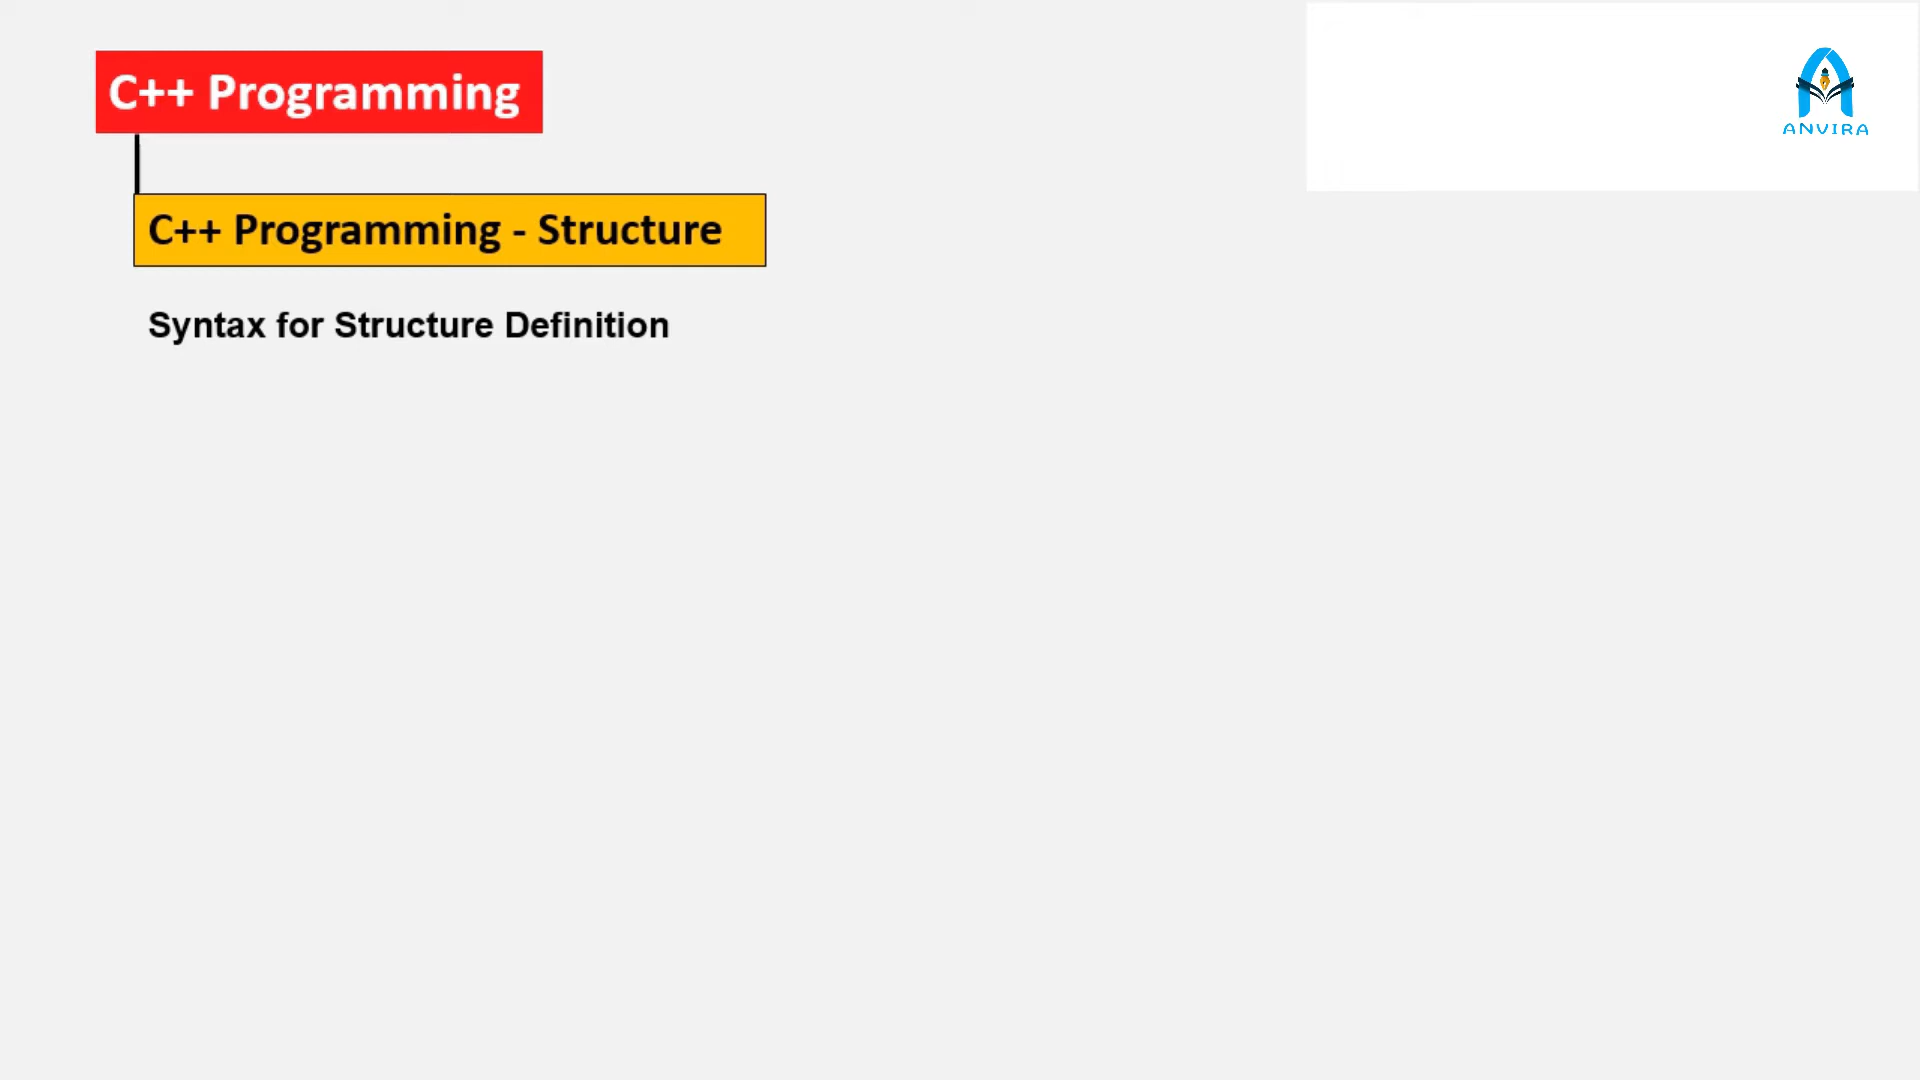 C++ Programming
ANVIRA
C++ Programming - Structure
Syntax for Structure Definition